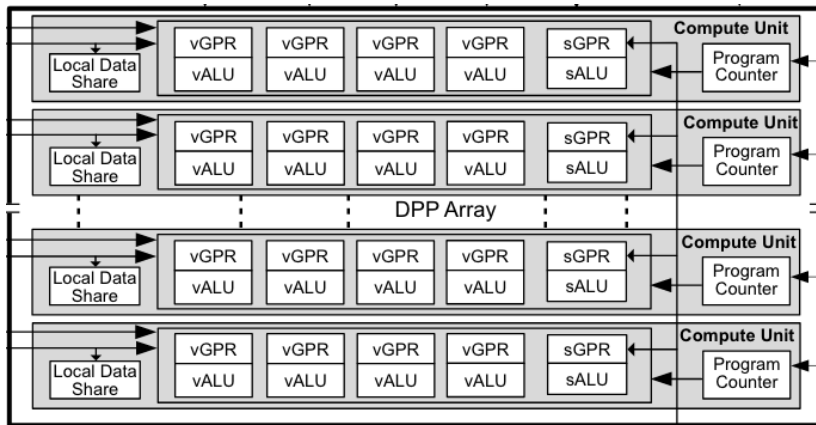 Compute Unit
vGPR vGPR vGPR vGPR sGPR
vALU vALU vALU vALU sALU
Local Data
Share
Program
Counter
Compute Unit
vGPR vGPR vGPR vGPR sGPR
vALU vALU vALU vALU sALU
Local Data
Share
Program
Counter
DPP Array
Compute Unit
vGPR vGPR vGPR vGPR sGPR
vALU vALU vALU vALU sALU
Local Data
Share
Program
Counter
Compute Unit
vGPR vGPR vGPR vGPR sGPR
vALU vALU vALU vALU sALU
Local Data
Share
Program
Counter